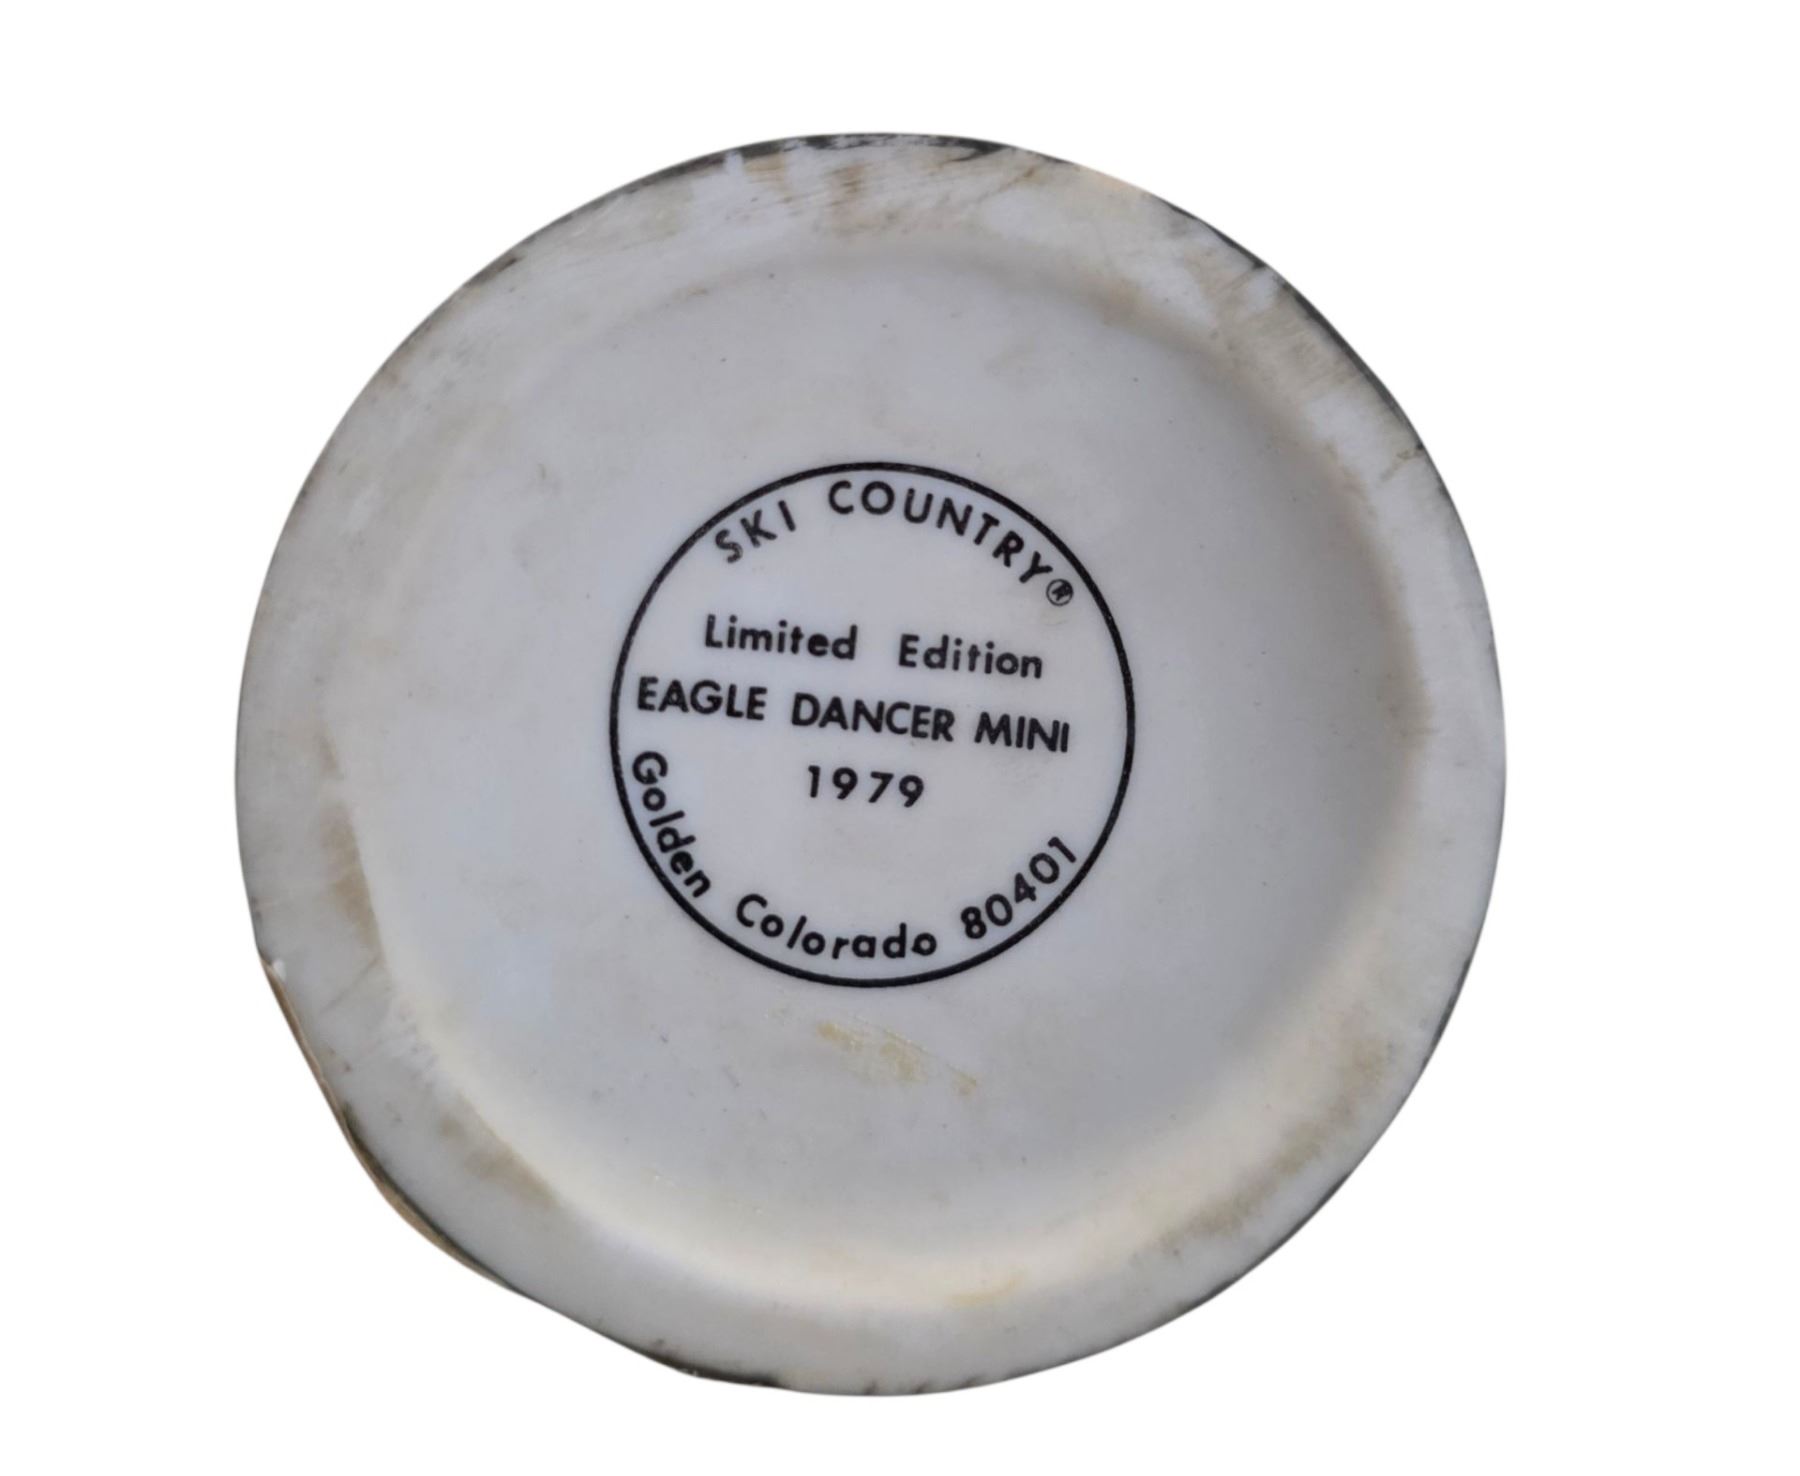 SKI COUNTRY®
Limited Edition
EAGLE DANCER MINI
1979
Golden Colorado 80401